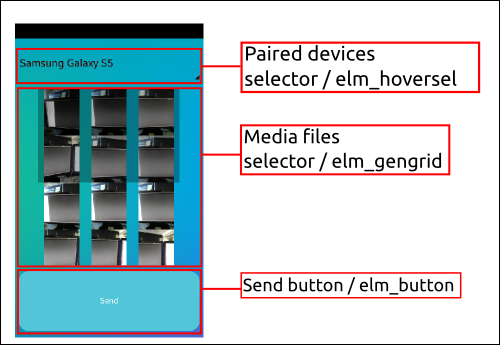 Samsung Galaxy S5
Paired devices
selector / elm_hoversel
Media files
selector / elm_gengrid
Send
Send button / elm_button